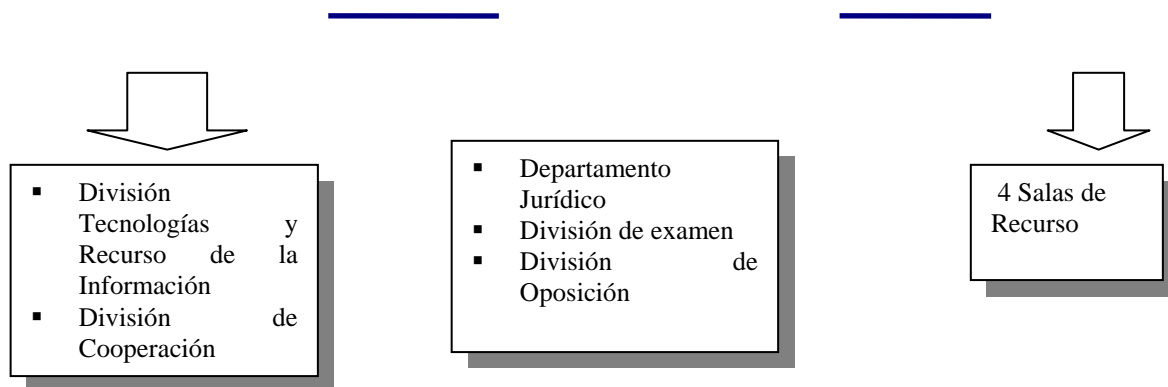 ▪ División
Tecnologías y
Recurso de la
Información
▪ División de
Cooperación
▪ Departamento
Jurídico
▪ División de examen
▪ División de
Oposición
4 Salas de
Recurso